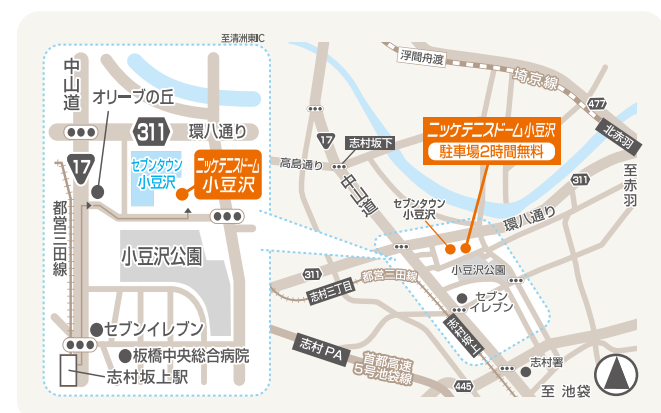 至清洲東IC
中山道
オリーブの丘
311
環八通り
17
セブンタウン
小豆沢
ニッケテニスドーム
小豆沢
都営三田線
小豆沢公園
セブンイレブン
板橋中央総合病院
志村坂上駅
浮間舟渡
埼京線
477
北赤羽
至赤羽
17
志村坂下
高島通り
中山道
ニッケテニスドーム小豆沢
駐車場2時間無料
311
セブンタウン
小豆沢
環八通り
311
都営三田線
志村三丁目
小豆沢公園
セブン
イレブン
志村坂上
志村PA
首都高速
5号池袋線
445
志村署
至 池袋